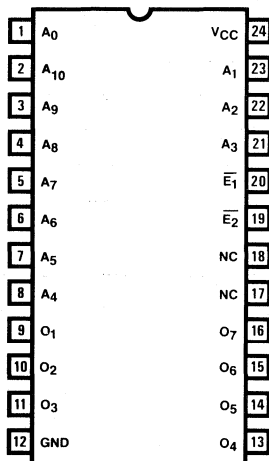 1 A0 VCC 24
2 A10 A1 23
3 A9 A2 22
4 A8 A3 21
5 A7 E̅1̅ 20
6 A6 E̅2̅ 19
7 A5 NC 18
8 A4 NC 17
9 O1 O7 16
10 O2 O6 15
11 O3 O5 14
12 GND O4 13